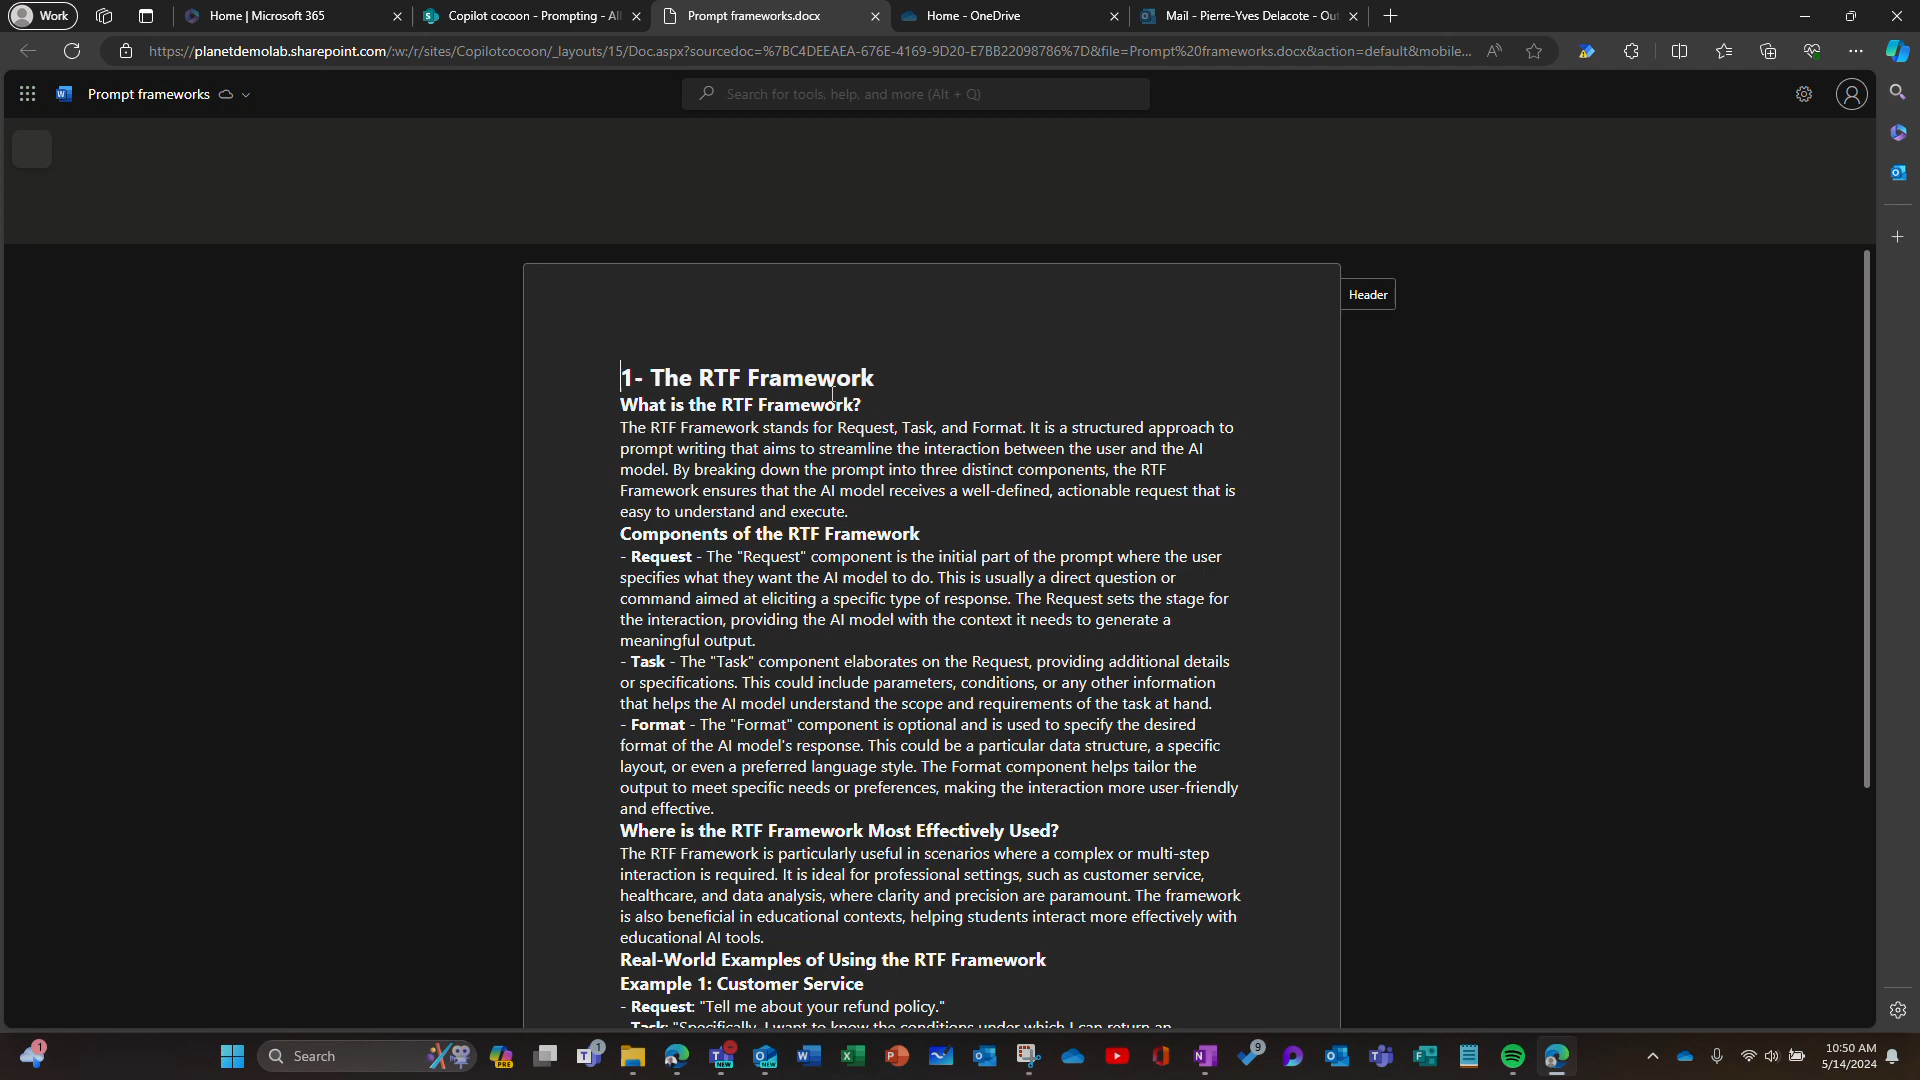 Work
Home | Microsoft 365
Copilot cocoon - Prompting - All
Prompt frameworks.docx
Home - OneDrive
Mail - Pierre-Yves Delacote - Out
https://planetdemolab.sharepoint.com/:w:/r/sites/Copilotcocoon/_layouts/15/Doc.aspx?sourcedoc=%7BC4DEEAEA-676E-4169-9D20-E7BB22098786%7D&file=Prompt%20frameworks.docx&action=default&mobile...
Prompt frameworks
Search for tools, help, and more (Alt + Q)
Header
1- The RTF Framework
What is the RTF Framework?
The RTF Framework stands for Request, Task, and Format. It is a structured approach to
prompt writing that aims to streamline the interaction between the user and the AI
model. By breaking down the prompt into three distinct components, the RTF
Framework ensures that the AI model receives a well-defined, actionable request that is
easy to understand and execute.
Components of the RTF Framework
- Request - The "Request" component is the initial part of the prompt where the user
specifies what they want the AI model to do. This is usually a direct question or
command aimed at eliciting a specific type of response. The Request sets the stage for
the interaction, providing the AI model with the context it needs to generate a
meaningful output.
- Task - The "Task" component elaborates on the Request, providing additional details
or specifications. This could include parameters, conditions, or any other information
that helps the AI model understand the scope and requirements of the task at hand.
- Format - The "Format" component is optional and is used to specify the desired
format of the AI model's response. This could be a particular data structure, a specific
layout, or even a preferred language style. The Format component helps tailor the
output to meet specific needs or preferences, making the interaction more user-friendly
and effective.
Where is the RTF Framework Most Effectively Used?
The RTF Framework is particularly useful in scenarios where a complex or multi-step
interaction is required. It is ideal for professional settings, such as customer service,
healthcare, and data analysis, where clarity and precision are paramount. The framework
is also beneficial in educational contexts, helping students interact more effectively with
educational AI tools.
Real-World Examples of Using the RTF Framework
Example 1: Customer Service
- Request: "Tell me about your refund policy."
- Task: "Specifically, I want to know the conditions under which I can return an
Search
10:50 AM
5/14/2024